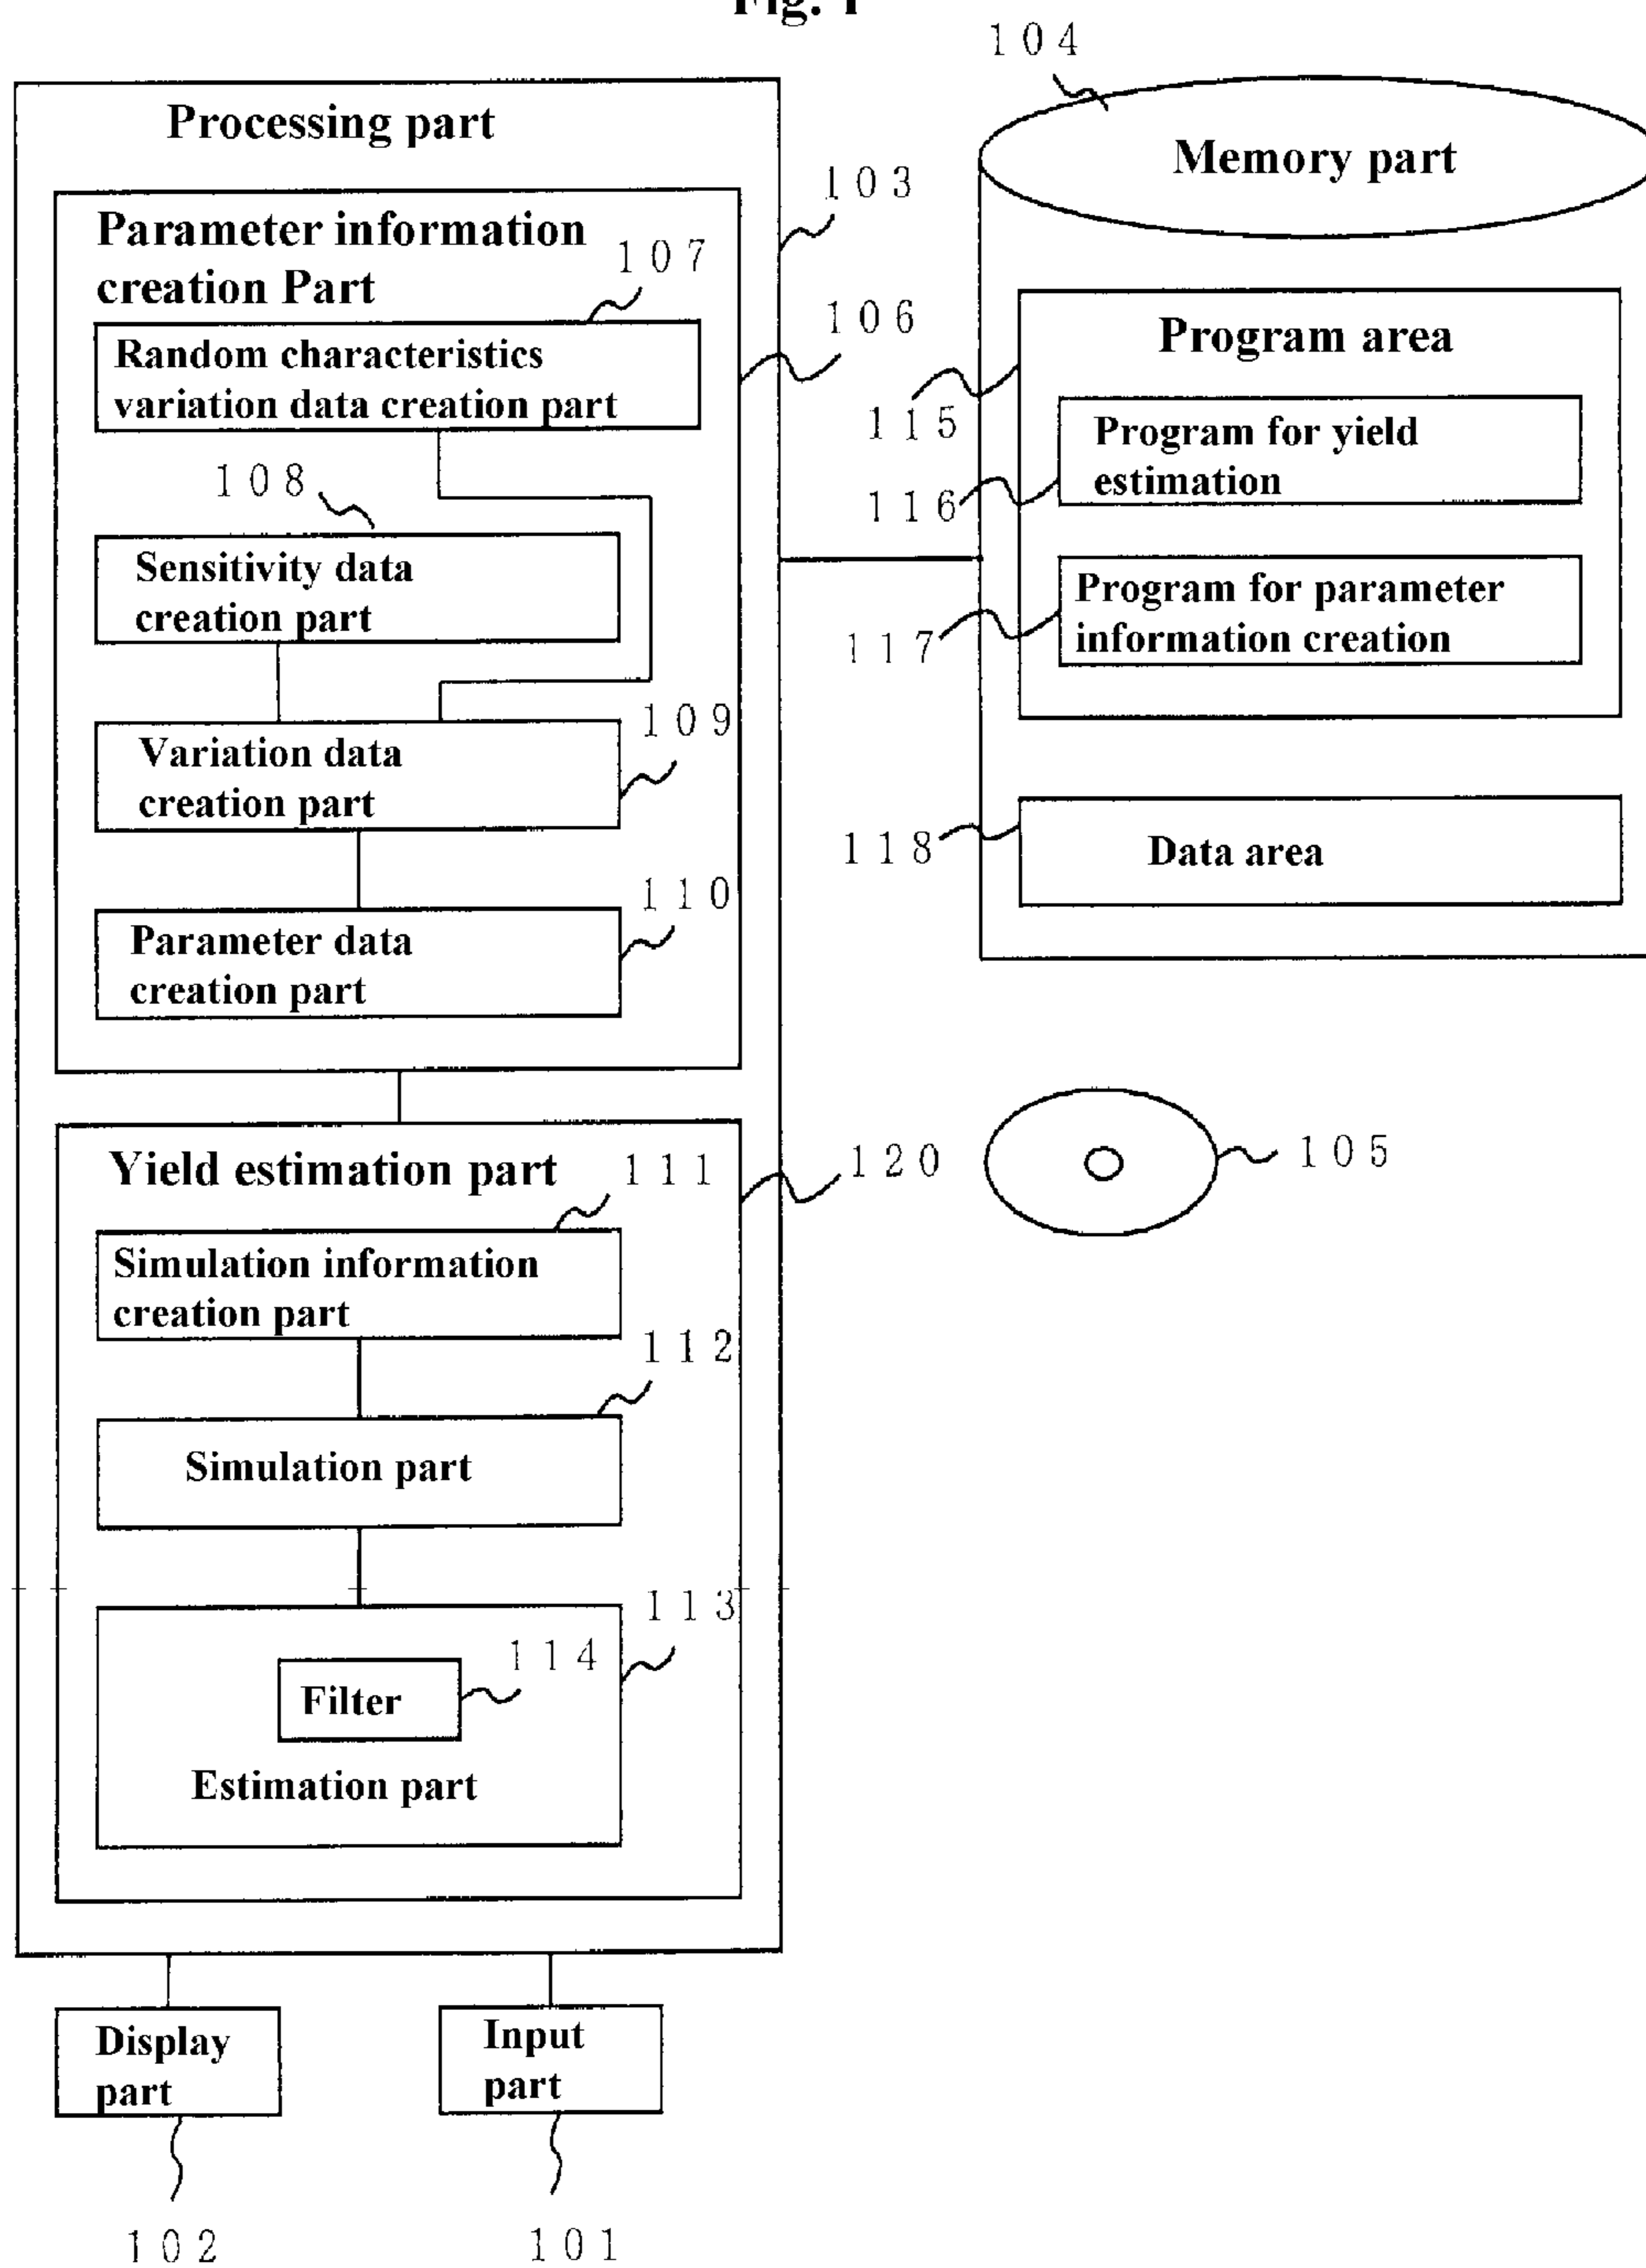 Fig. 1
104
Processing part
Memory part
103
Parameter information
creation Part
107
106
Random characteristics
variation data creation part
Program area
115
Program for yield
estimation
116
108
Sensitivity data
creation part
Program for parameter
information creation
117
109
Variation data
creation part
118
Data area
110
Parameter data
creation part
Yield estimation part
111
120
105
Simulation information
creation part
112
Simulation part
113
114
Filter
Estimation part
Display
part
Input
part
102
101